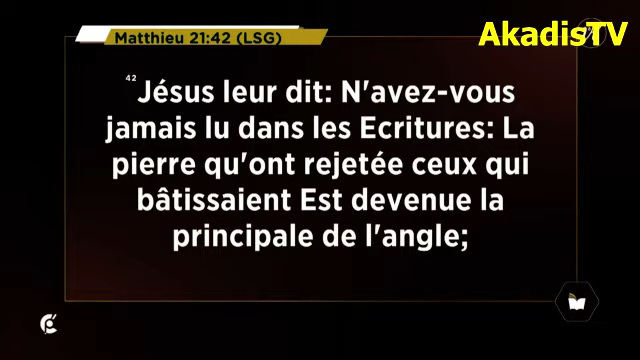 Matthieu 21:42 (LSG)
AkadisTV
42 Jésus leur dit: N'avez-vous
jamais lu dans les Ecritures: La
pierre qu'ont rejetée ceux qui
bâtissaient Est devenue la
principale de l'angle;